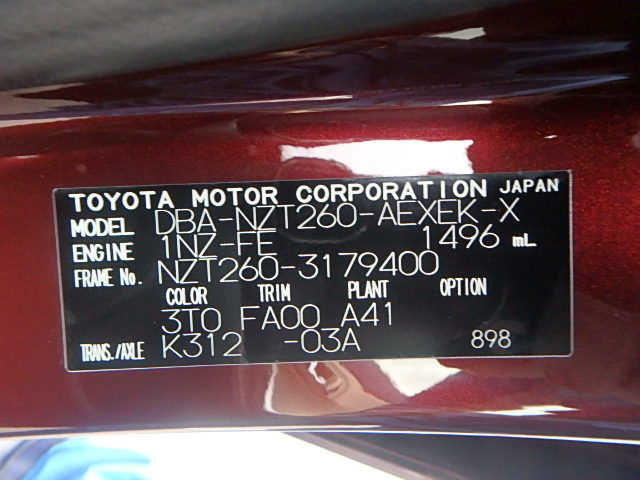 TOYOTA MOTOR CORPORATION JAPAN
MODEL DBA-NZT260-AEXEK-X
ENGINE 1NZ-FE 1496 mL
FRAME No. NZT260-3179400
COLOR TRIM PLANT OPTION
3T0 FA00 A41
TRANS./AXLE K312 -03A 898